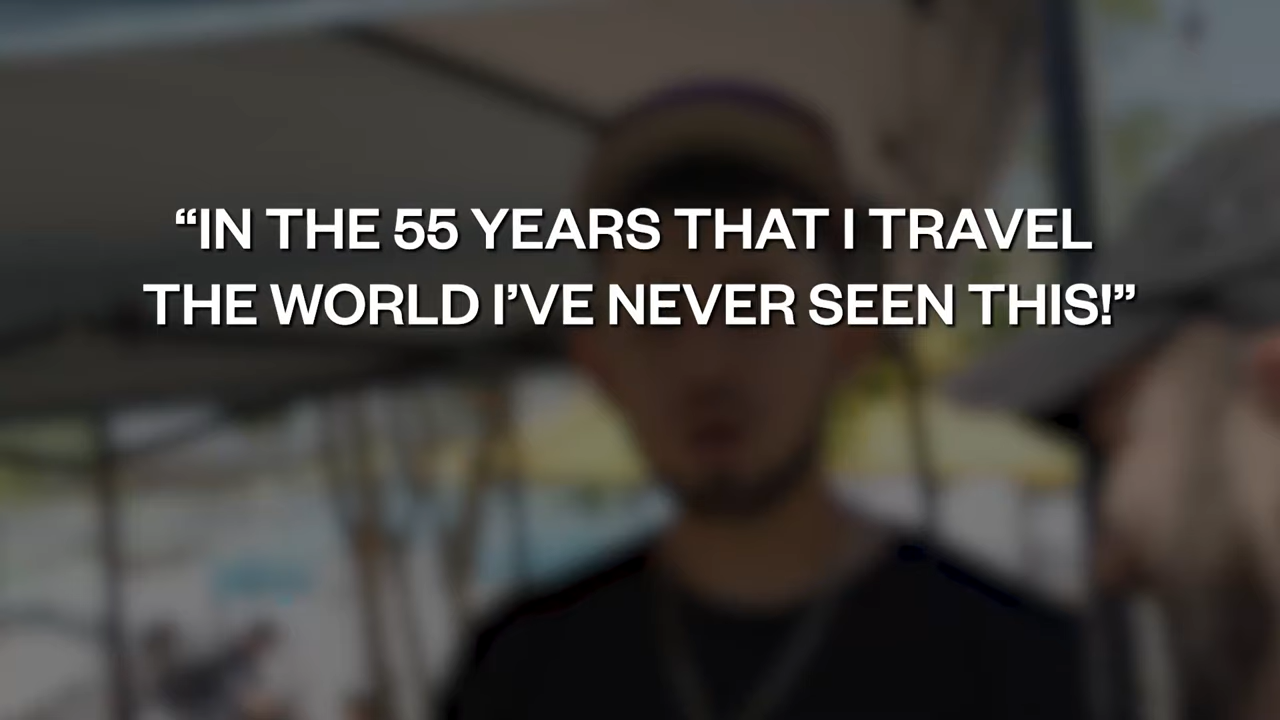 “IN THE 55 YEARS THAT I TRAVEL
THE WORLD I’VE NEVER SEEN THIS!”